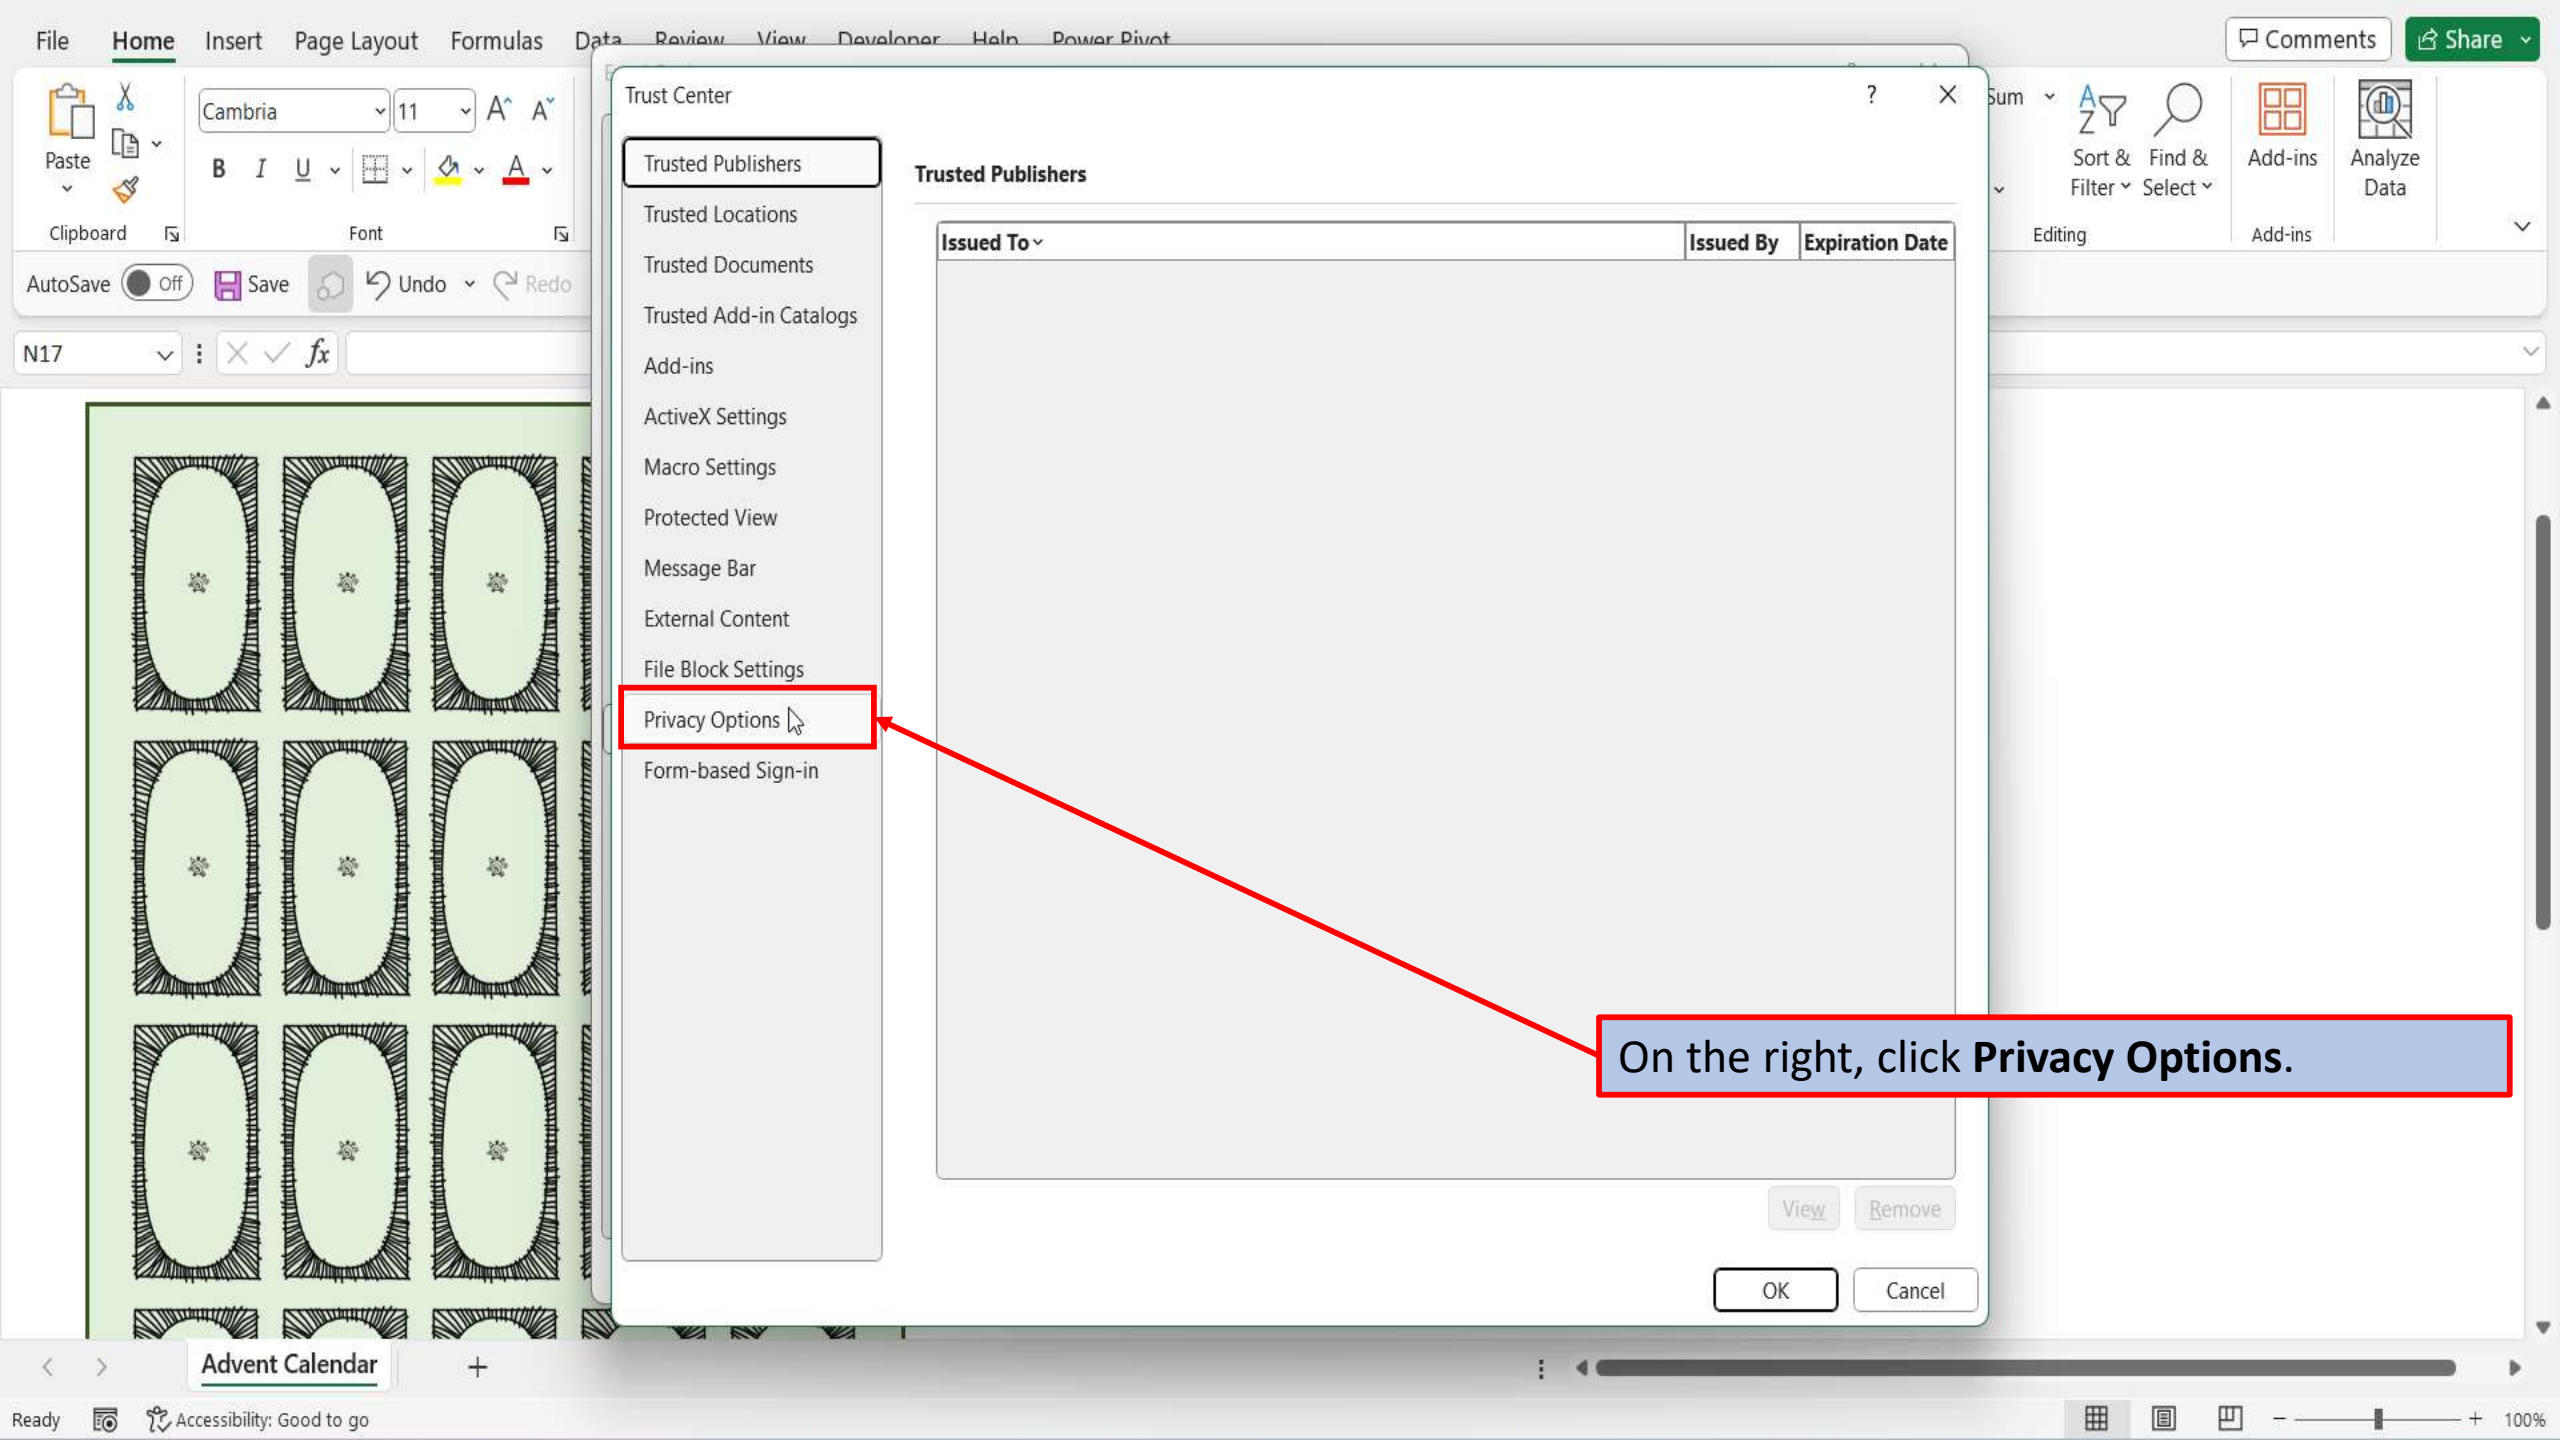 File Home Insert Page Layout Formulas Data Review View Developer Help Power Pivot
Comments Share
Trust Center ? X
Cambria 11 A A
Paste
B I U A
Sum
Sort & Filter
Find & Select
Add-ins
Analyze Data
Clipboard Font Editing Add-ins
AutoSave Off Save Undo Redo
N17 fx
Trusted Publishers
Trusted Locations
Trusted Documents
Trusted Add-in Catalogs
Add-ins
ActiveX Settings
Macro Settings
Protected View
Message Bar
External Content
File Block Settings
Privacy Options
Form-based Sign-in
Trusted Publishers
Issued To Issued By Expiration Date
On the right, click Privacy Options.
View Remove
OK Cancel
Advent Calendar +
Ready Accessibility: Good to go
- + 100%